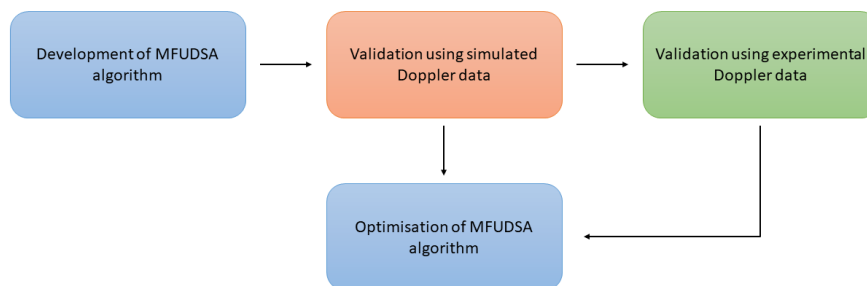 Development of MFUDSA
algorithm
Validation using simulated
Doppler data
Validation using experimental
Doppler data
Optimisation of MFUDSA
algorithm